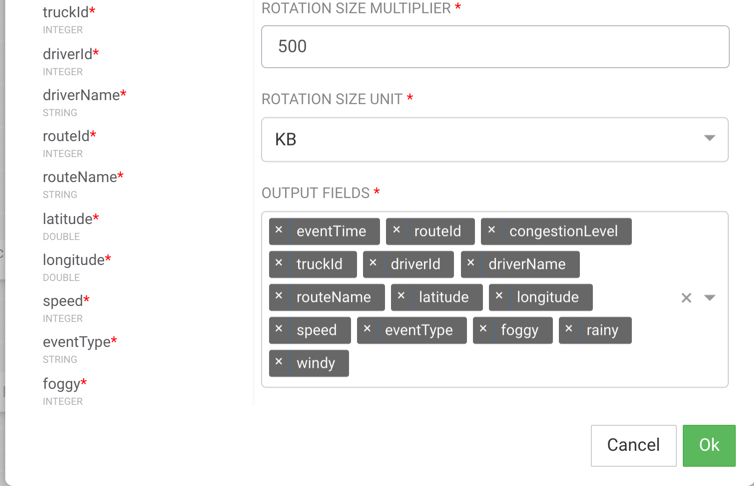 truckId*
INTEGER
driverId*
INTEGER
driverName*
STRING
routeId*
INTEGER
routeName*
STRING
latitude*
DOUBLE
longitude*
DOUBLE
speed*
INTEGER
eventType*
STRING
foggy*
INTEGER
ROTATION SIZE MULTIPLIER *
500
ROTATION SIZE UNIT *
KB
OUTPUT FIELDS *
× eventTime × routeId × congestionLevel
× truckId × driverId × driverName
× routeName × latitude × longitude
× speed × eventType × foggy × rainy
× windy
Cancel Ok